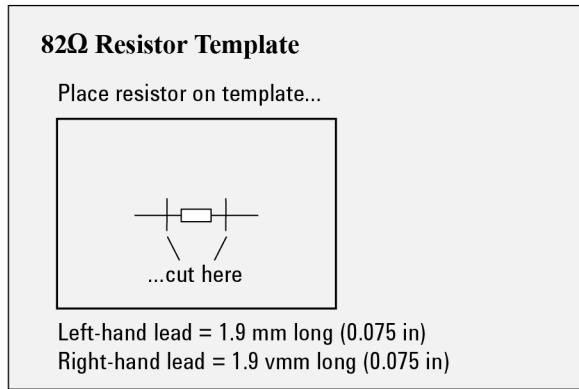 82Ω Resistor Template
Place resistor on template...
...cut here
Left-hand lead = 1.9 mm long (0.075 in)
Right-hand lead = 1.9 vmm long (0.075 in)